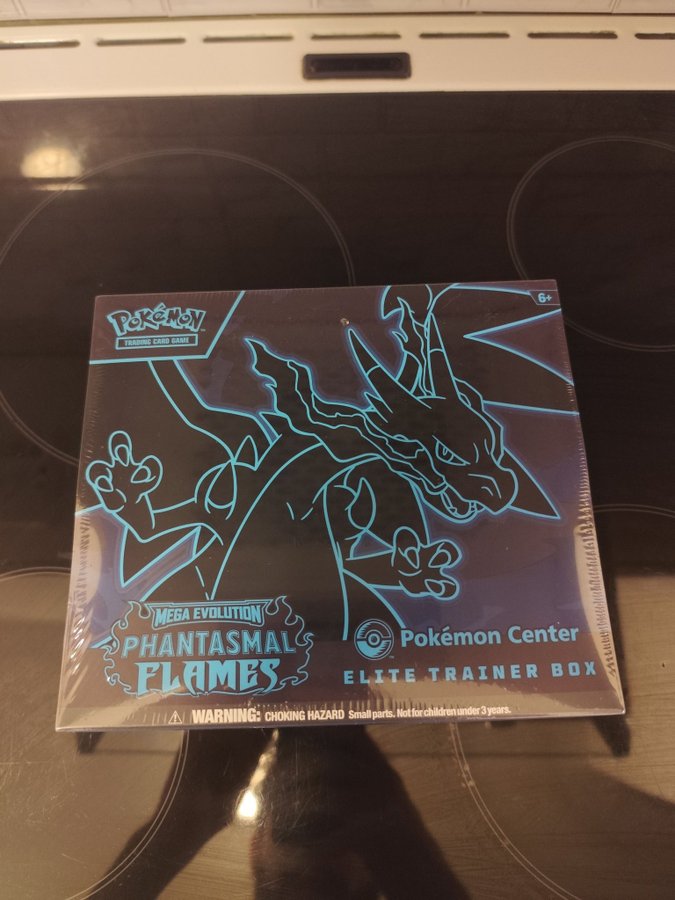 POKéMON™
TRADING CARD GAME
6+
MEGA EVOLUTION
PHANTASMAL
FLAMES
Pokémon Center
ELITE TRAINER BOX
WARNING: CHOKING HAZARD Small parts. Not for children under 3 years.